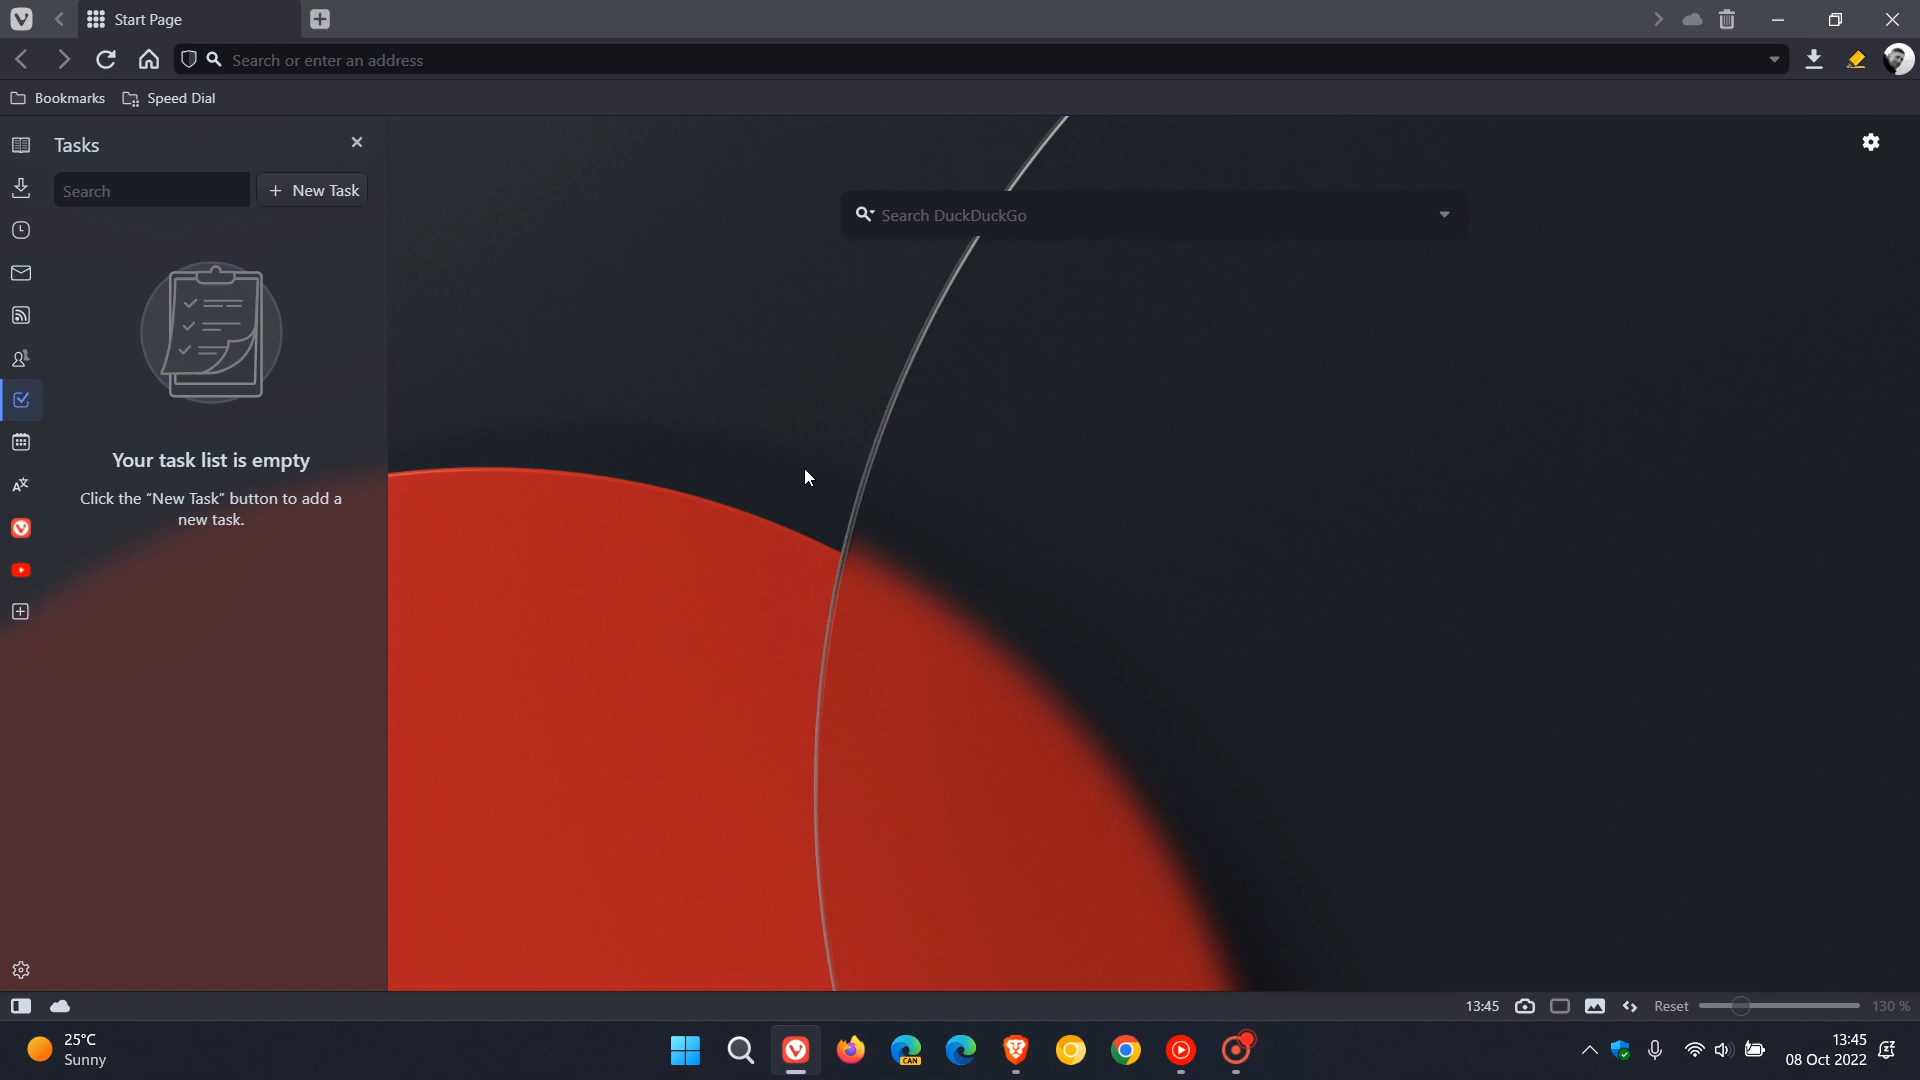 Start Page
Search or enter an address
Bookmarks
Speed Dial
Tasks
Search
New Task
Search DuckDuckGo
Your task list is empty
Click the “New Task” button to add a
new task.
13:45
Reset
130 %
25°C
Sunny
CAN
13:45
08 Oct 2022